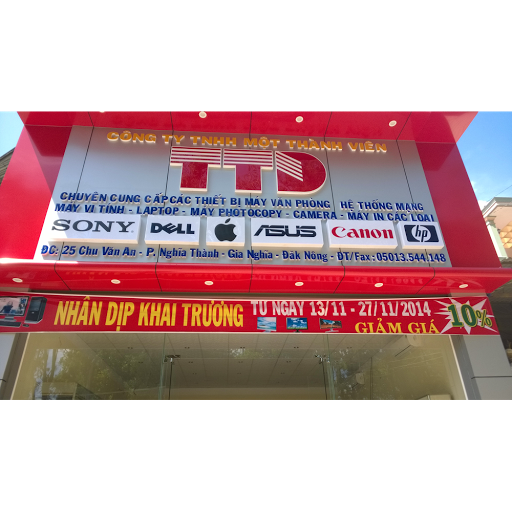 CÔNG TY TNHH MỘT THÀNH VIÊN
TTD
CHUYÊN CUNG CẤP CÁC THIẾT BỊ MÁY VĂN PHÒNG HỆ THỐNG MẠNG
MÁY VI TÍNH - LAPTOP - MÁY PHOTOCOPY - CAMERA - MÁY IN CÁC LOẠI
SONY DELL ASUS Canon hp
ĐC: 25 Chu Văn An - P. Nghĩa Thành - Gia Nghĩa - Đăk Nông - ĐT/Fax: 05013.544.148
NHÂN DỊP KHAI TRƯƠNG TỪ NGÀY 13/11 - 27/11/2014
GIẢM GIÁ 10%